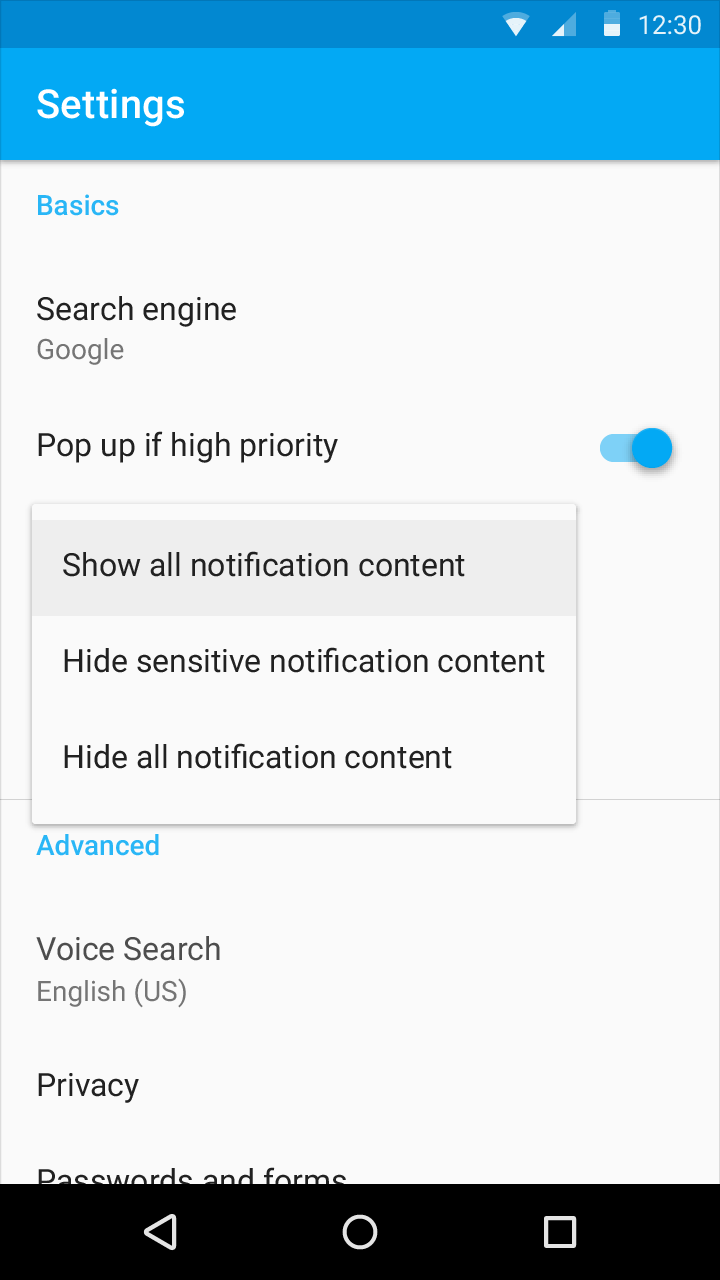 12:30
Settings
Basics
Search engine
Google
Pop up if high priority
Show all notification content
Hide sensitive notification content
Hide all notification content
Advanced
Voice Search
English (US)
Privacy
Passwords and forms